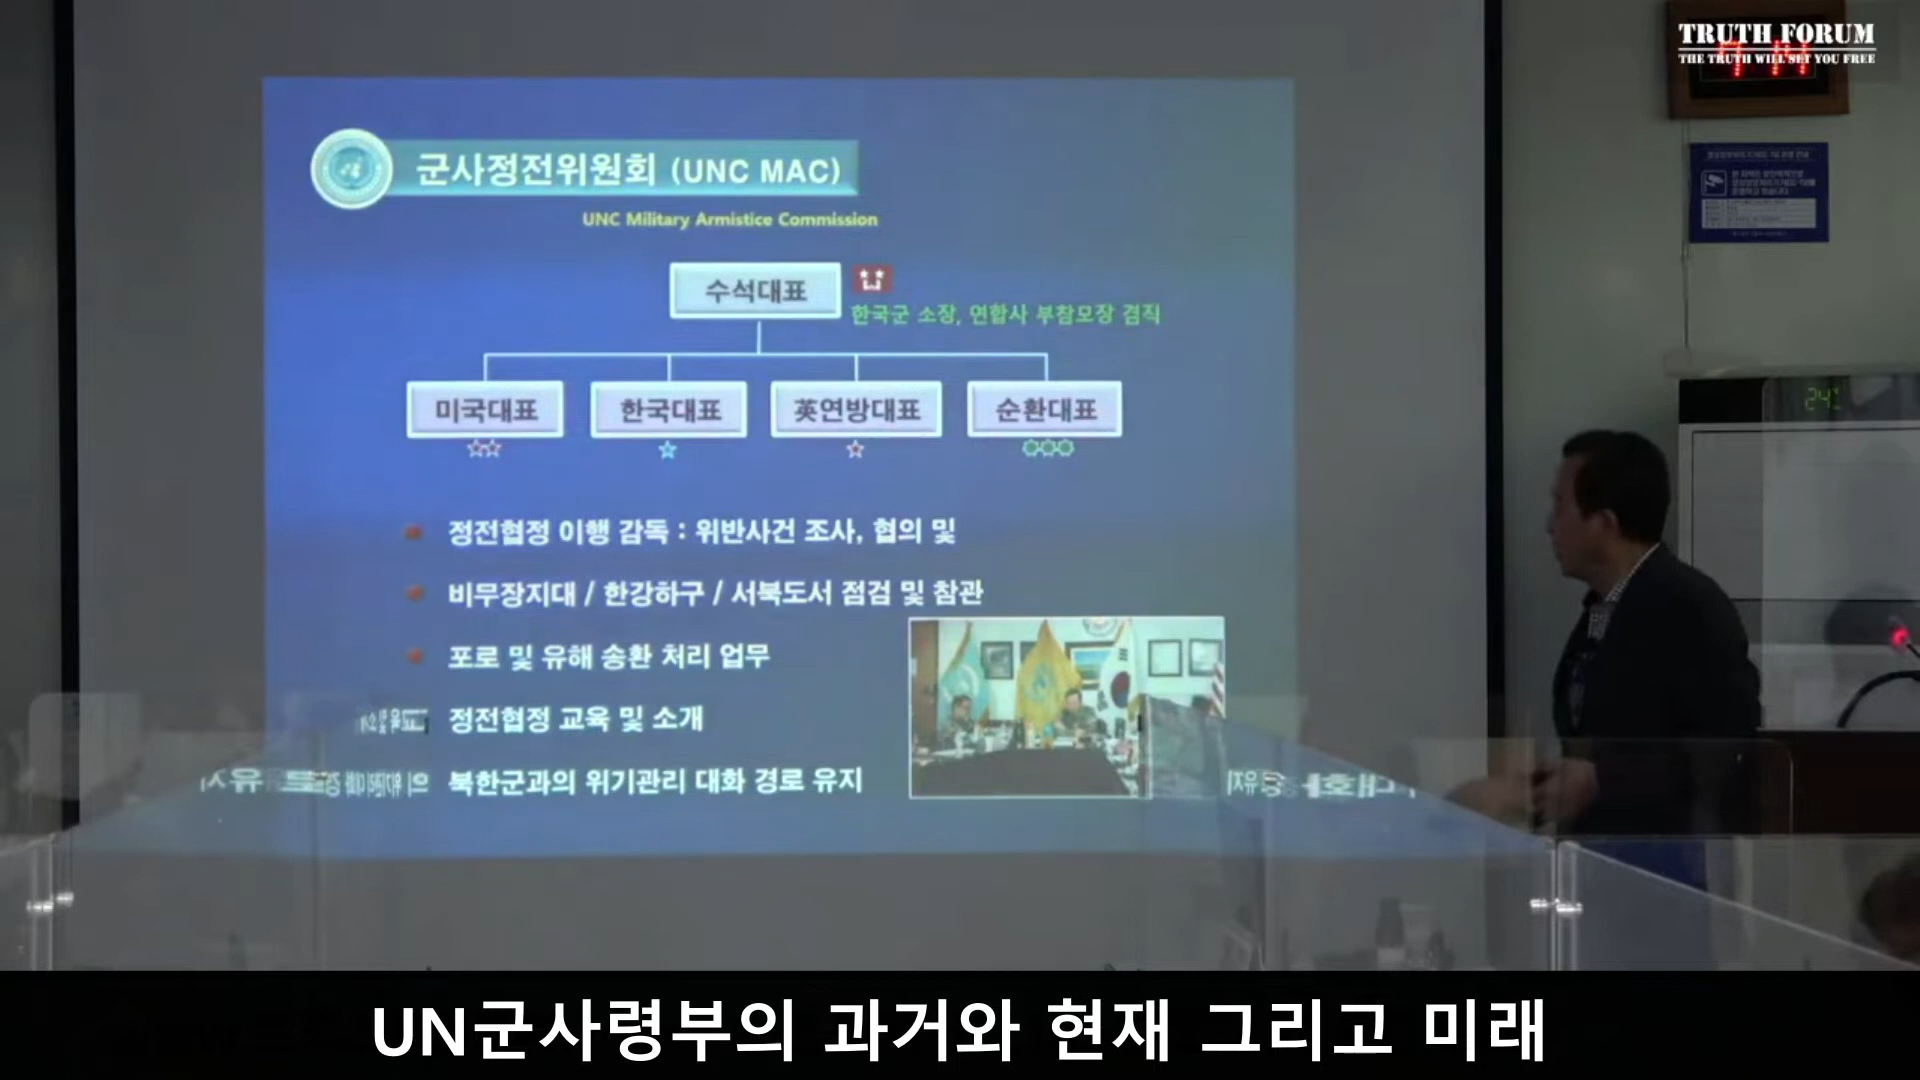 TRUTH FORUM
THE TRUTH WILL SET YOU FREE
군사정전위원회 (UNC MAC)
UNC Military Armistice Commission
수석대표
한국군 소장, 연합사 부참모장 겸직
미국대표
한국대표
英연방대표
순환대표
정전협정 이행 감독 : 위반사건 조사, 협의 및
비무장지대 / 한강하구 / 서북도서 점검 및 참관
포로 및 유해 송환 처리 업무
정전협정 교육 및 소개
북한군과의 위기관리 대화 경로 유지
24
UN군사령부의 과거와 현재 그리고 미래